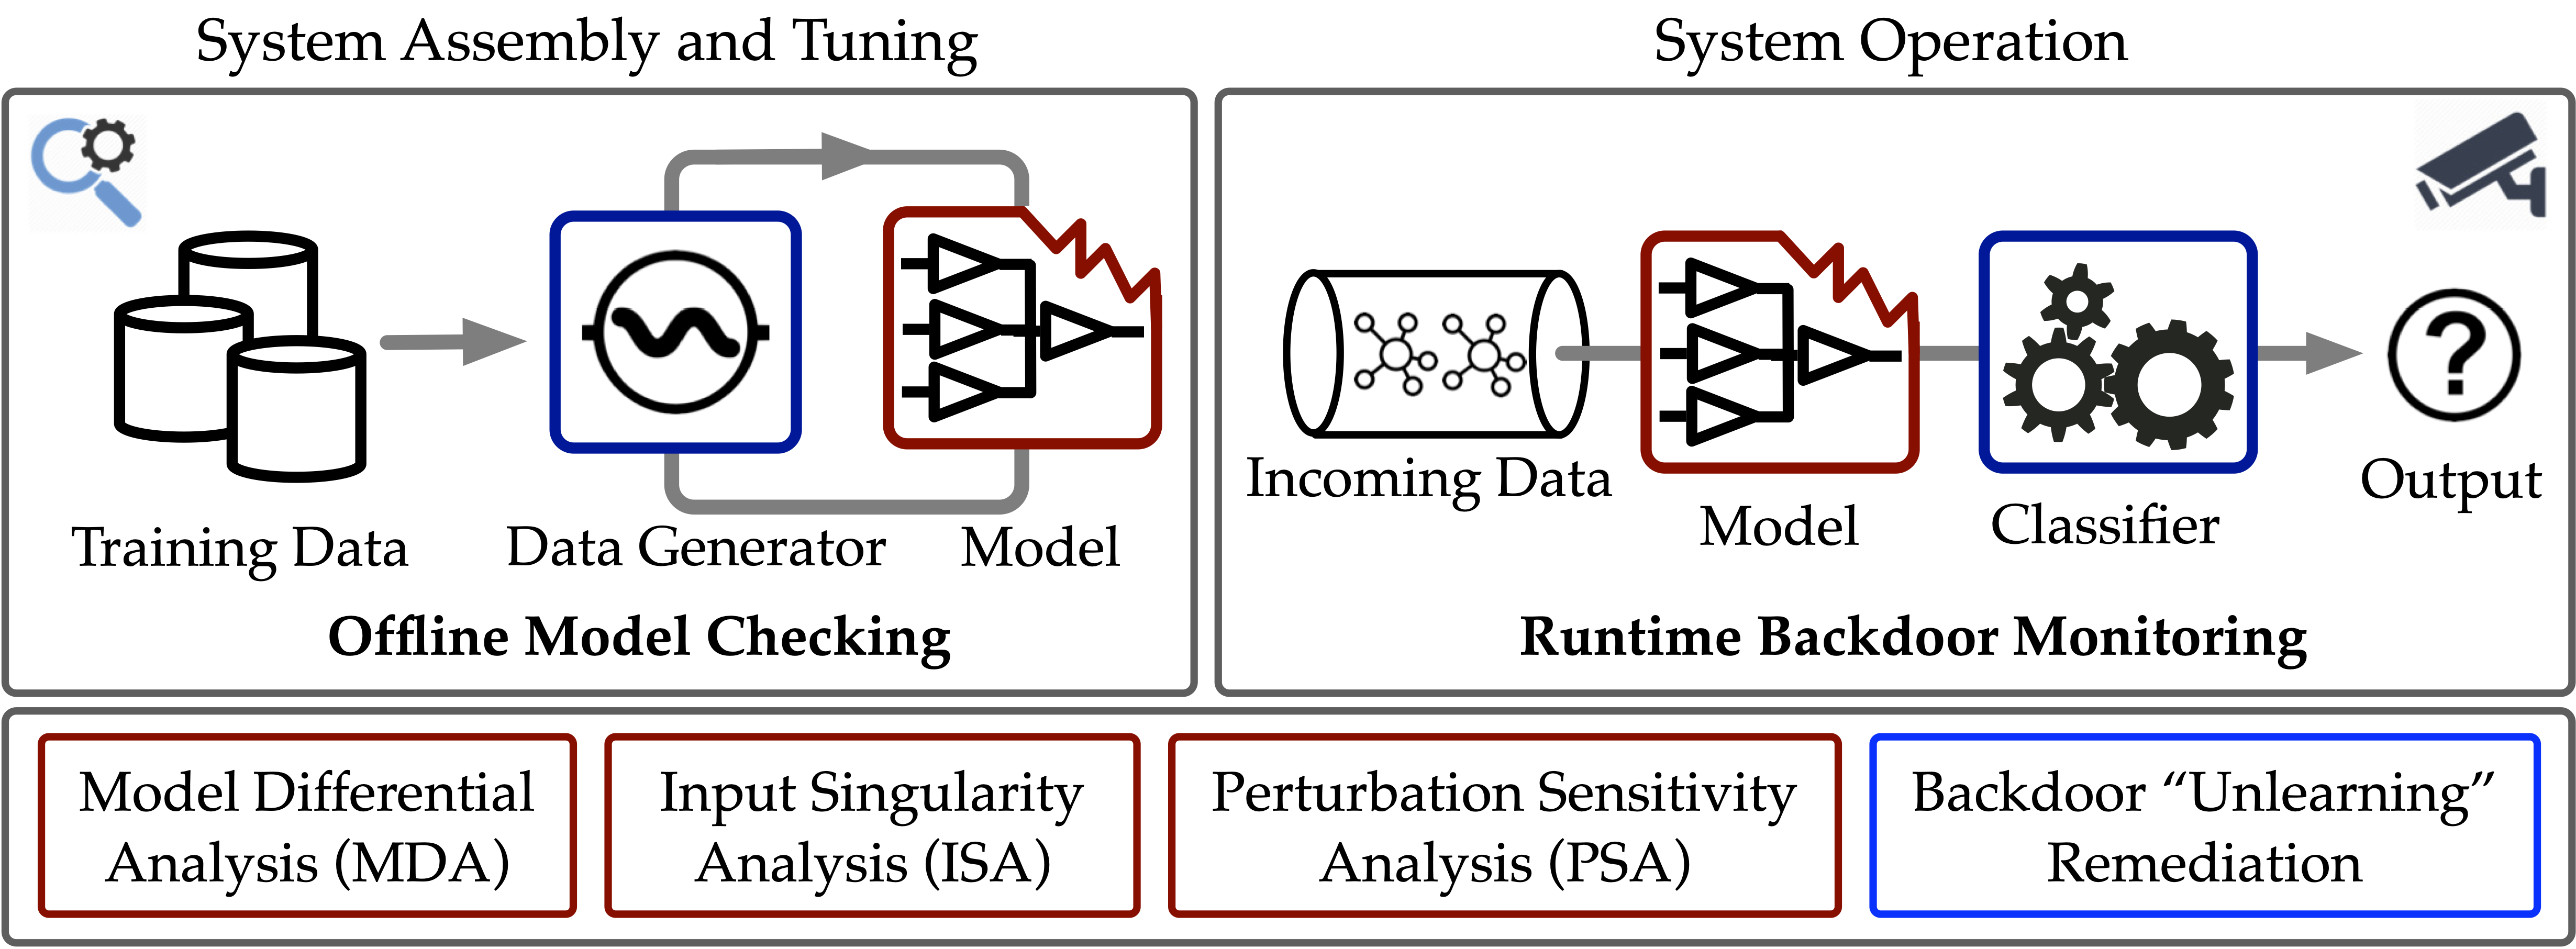 System Assembly and Tuning
System Operation
Training Data
Data Generator
Model
Offline Model Checking
Incoming Data
Model
Classifier
?
Output
Runtime Backdoor Monitoring
Model Differential
Analysis (MDA)
Input Singularity
Analysis (ISA)
Perturbation Sensitivity
Analysis (PSA)
Backdoor “Unlearning”
Remediation